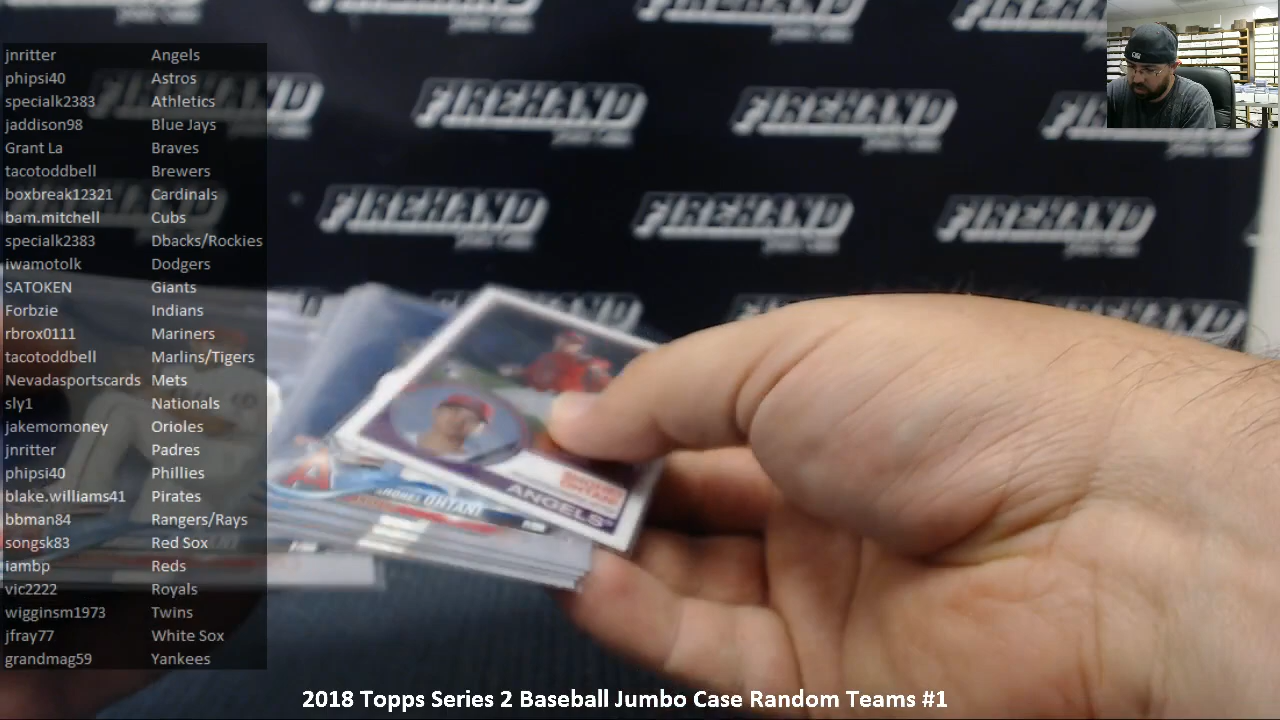 jnritter Angels
phipsi40 Astros
specialk2383 Athletics
jaddison98 Blue Jays
Grant La Braves
tacotoddbell Brewers
boxbreak12321 Cardinals
bam.mitchell Cubs
specialk2383 Dbacks/Rockies
iwamotolk Dodgers
SATOKEN Giants
Forbzie Indians
rbrox0111 Mariners
tacotoddbell Marlins/Tigers
Nevadasportscards Mets
sly1 Nationals
jakemomoney Orioles
jnritter Padres
phipsi40 Phillies
blake.williams41 Pirates
bbman84 Rangers/Rays
songsk83 Red Sox
iambp Reds
vic2222 Royals
wigginsm1973 Twins
jfray77 White Sox
grandmag59 Yankees
FIREHAND
FIREHAND
FIREHAND
FIREHAND
FIREHAND
FIREHAND
SHOHEI
OHTANI
ANGELS
SHOHEI OHTANI
2018 Topps Series 2 Baseball Jumbo Case Random Teams #1